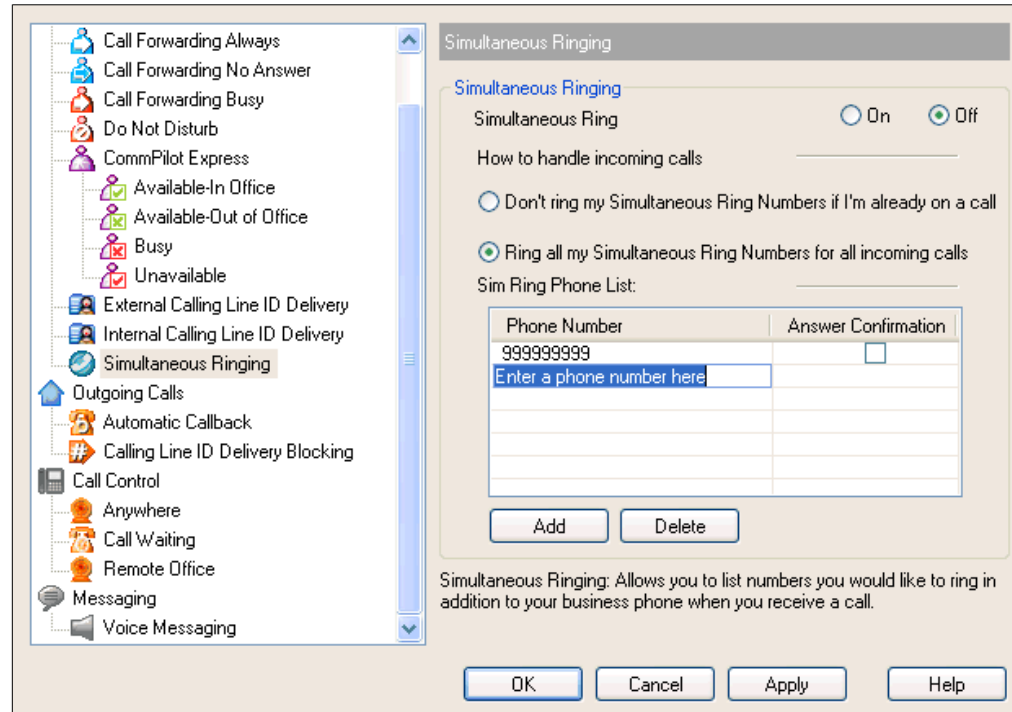 Call Forwarding Always
Call Forwarding No Answer
Call Forwarding Busy
Do Not Disturb
CommPilot Express
Available-In Office
Available-Out of Office
Busy
Unavailable
External Calling Line ID Delivery
Internal Calling Line ID Delivery
Simultaneous Ringing
Outgoing Calls
Automatic Callback
Calling Line ID Delivery Blocking
Call Control
Anywhere
Call Waiting
Remote Office
Messaging
Voice Messaging
Simultaneous Ringing
Simultaneous Ringing
Simultaneous Ring On Off
How to handle incoming calls
Don't ring my Simultaneous Ring Numbers if I'm already on a call
Ring all my Simultaneous Ring Numbers for all incoming calls
Sim Ring Phone List:
Phone Number Answer Confirmation
999999999
Enter a phone number here
Add Delete
Simultaneous Ringing: Allows you to list numbers you would like to ring in
addition to your business phone when you receive a call.
OK Cancel Apply Help